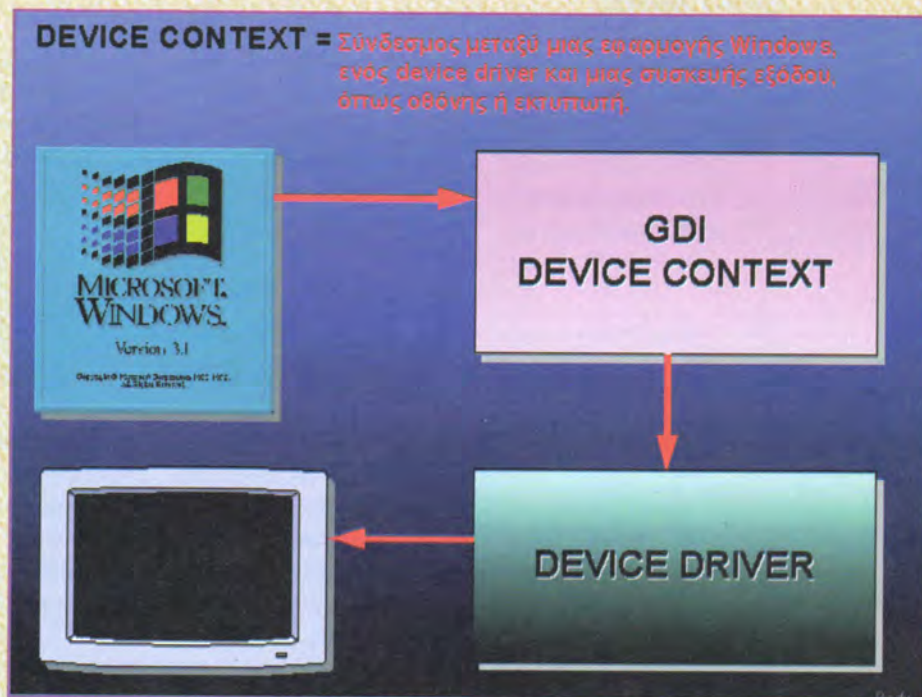 DEVICE CONTEXT = Σύνδεσμος μεταξύ μιας εφαρμογής Windows,
ενός device driver και μιας συσκευής εξόδου,
όπως οθόνης ή εκτυπωτή.
MICROSOFT.
WINDOWS.
Version 3.1
GDI
DEVICE CONTEXT
DEVICE DRIVER